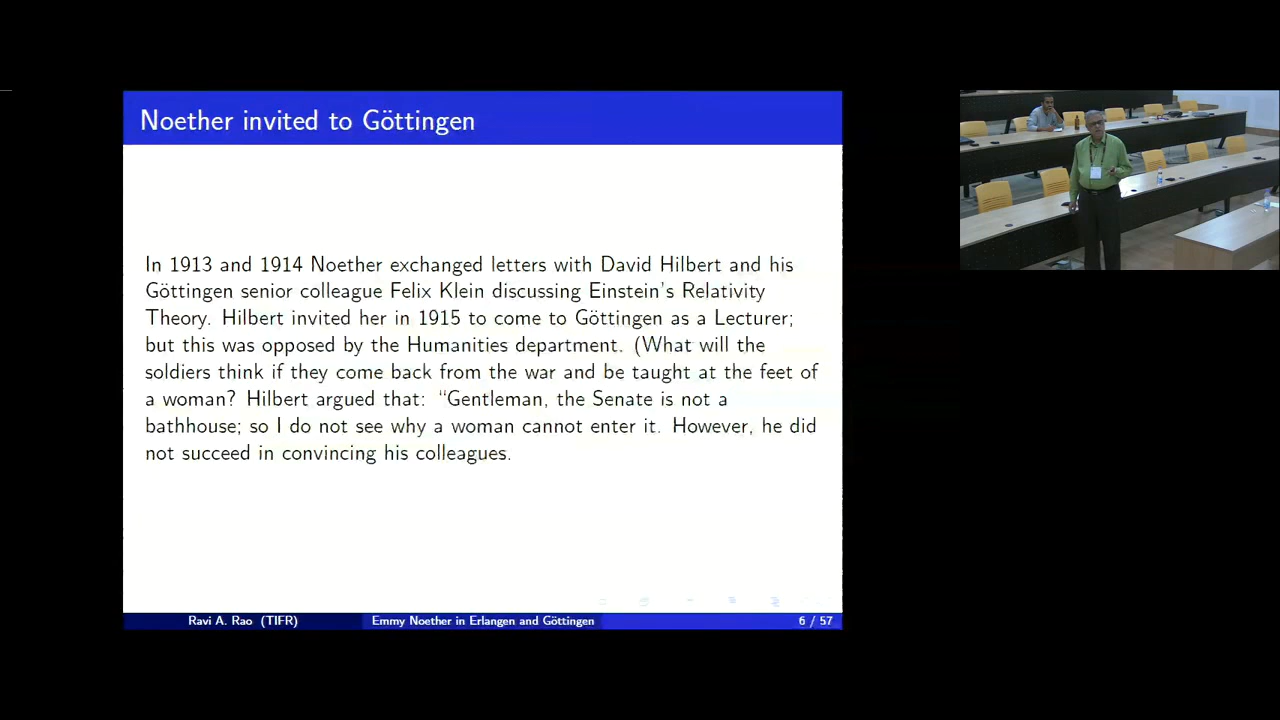 Noether invited to Göttingen
In 1913 and 1914 Noether exchanged letters with David Hilbert and his
Göttingen senior colleague Felix Klein discussing Einstein's Relativity
Theory. Hilbert invited her in 1915 to come to Göttingen as a Lecturer;
but this was opposed by the Humanities department. (What will the
soldiers think if they come back from the war and be taught at the feet of
a woman? Hilbert argued that: “Gentleman, the Senate is not a
bathhouse; so I do not see why a woman cannot enter it. However, he did
not succeed in convincing his colleagues.
Ravi A. Rao (TIFR) Emmy Noether in Erlangen and Göttingen 6 / 57